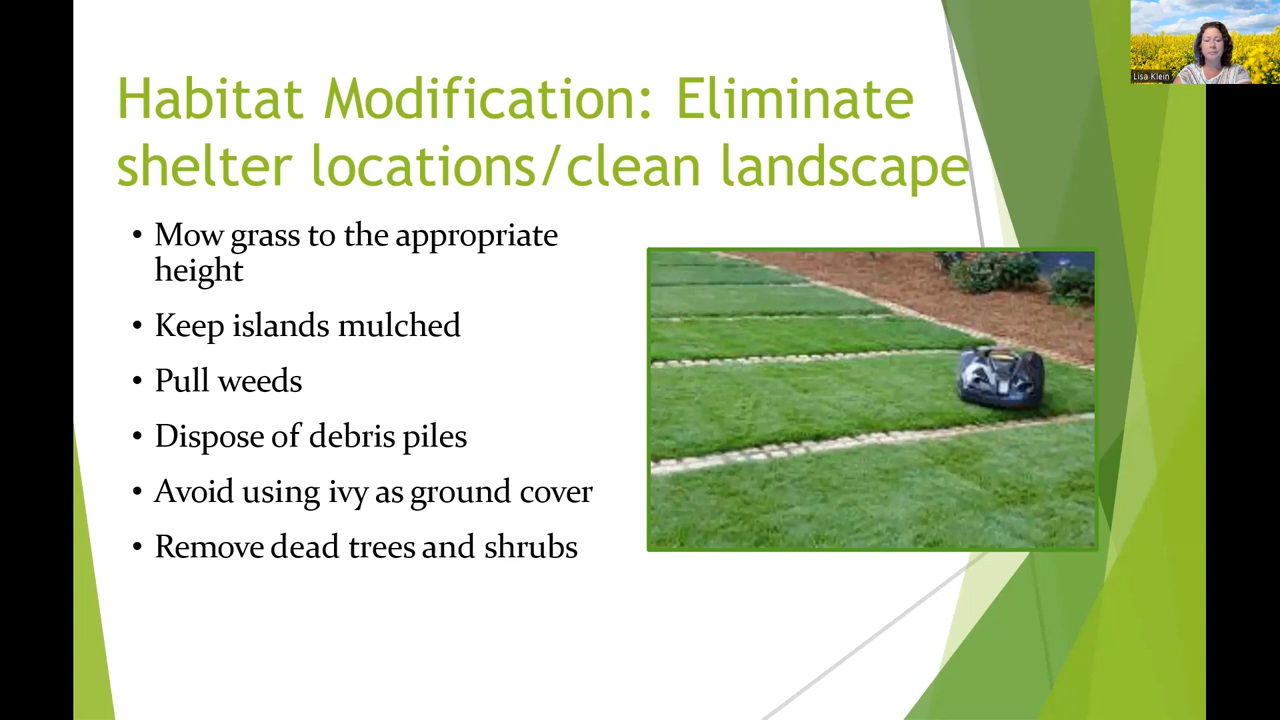 Habitat Modification: Eliminate
shelter locations/clean landscape
• Mow grass to the appropriate
height
• Keep islands mulched
• Pull weeds
• Dispose of debris piles
• Avoid using ivy as ground cover
• Remove dead trees and shrubs
Lisa Klein